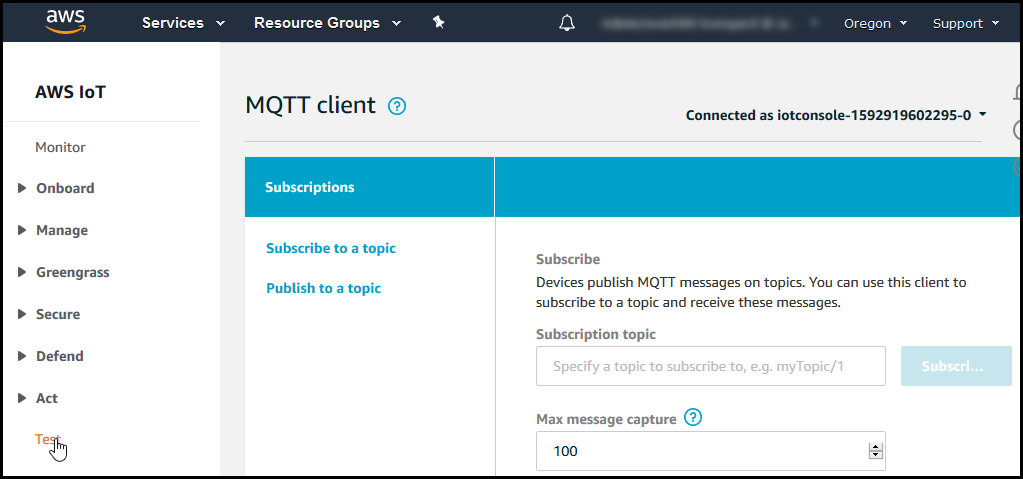 aws Services Resource Groups Oregon Support
AWS IoT
MQTT client ?
Connected as iotconsole-1592919602295-0
Monitor
Onboard
Manage
Greengrass
Secure
Defend
Act
Test
Subscriptions
Subscribe to a topic
Publish to a topic
Subscribe
Devices publish MQTT messages on topics. You can use this client to
subscribe to a topic and receive these messages.
Subscription topic
Specify a topic to subscribe to, e.g. myTopic/1
Subscri...
Max message capture ?
100